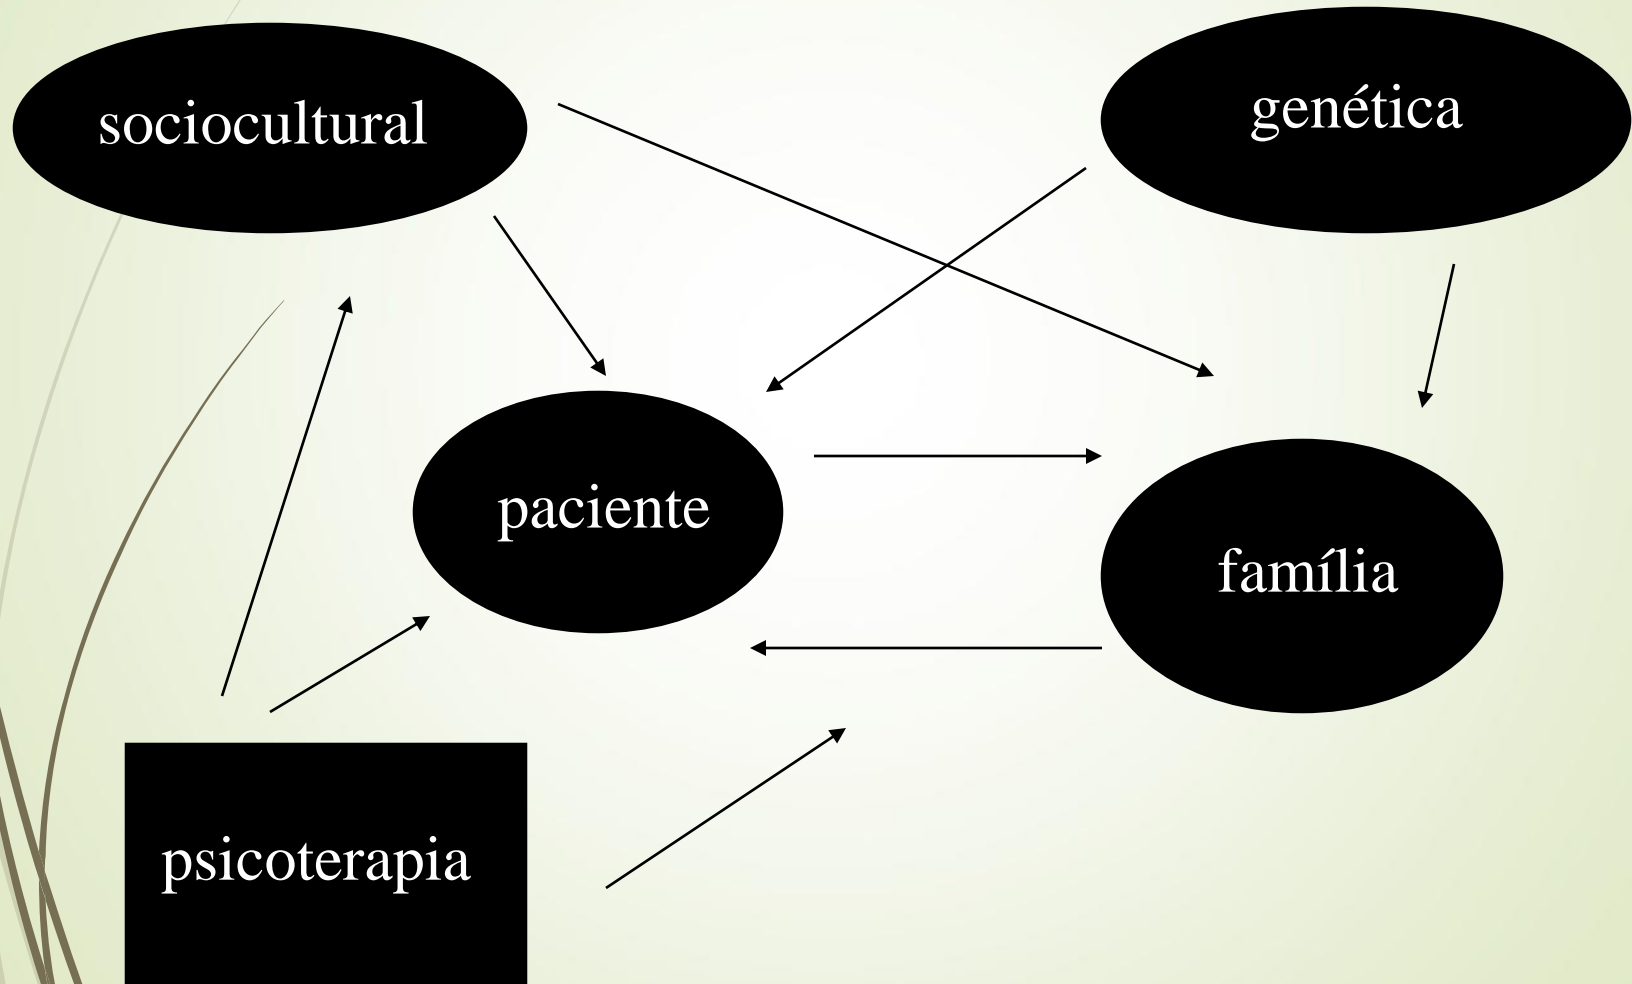 sociocultural
genética
paciente
família
psicoterapia